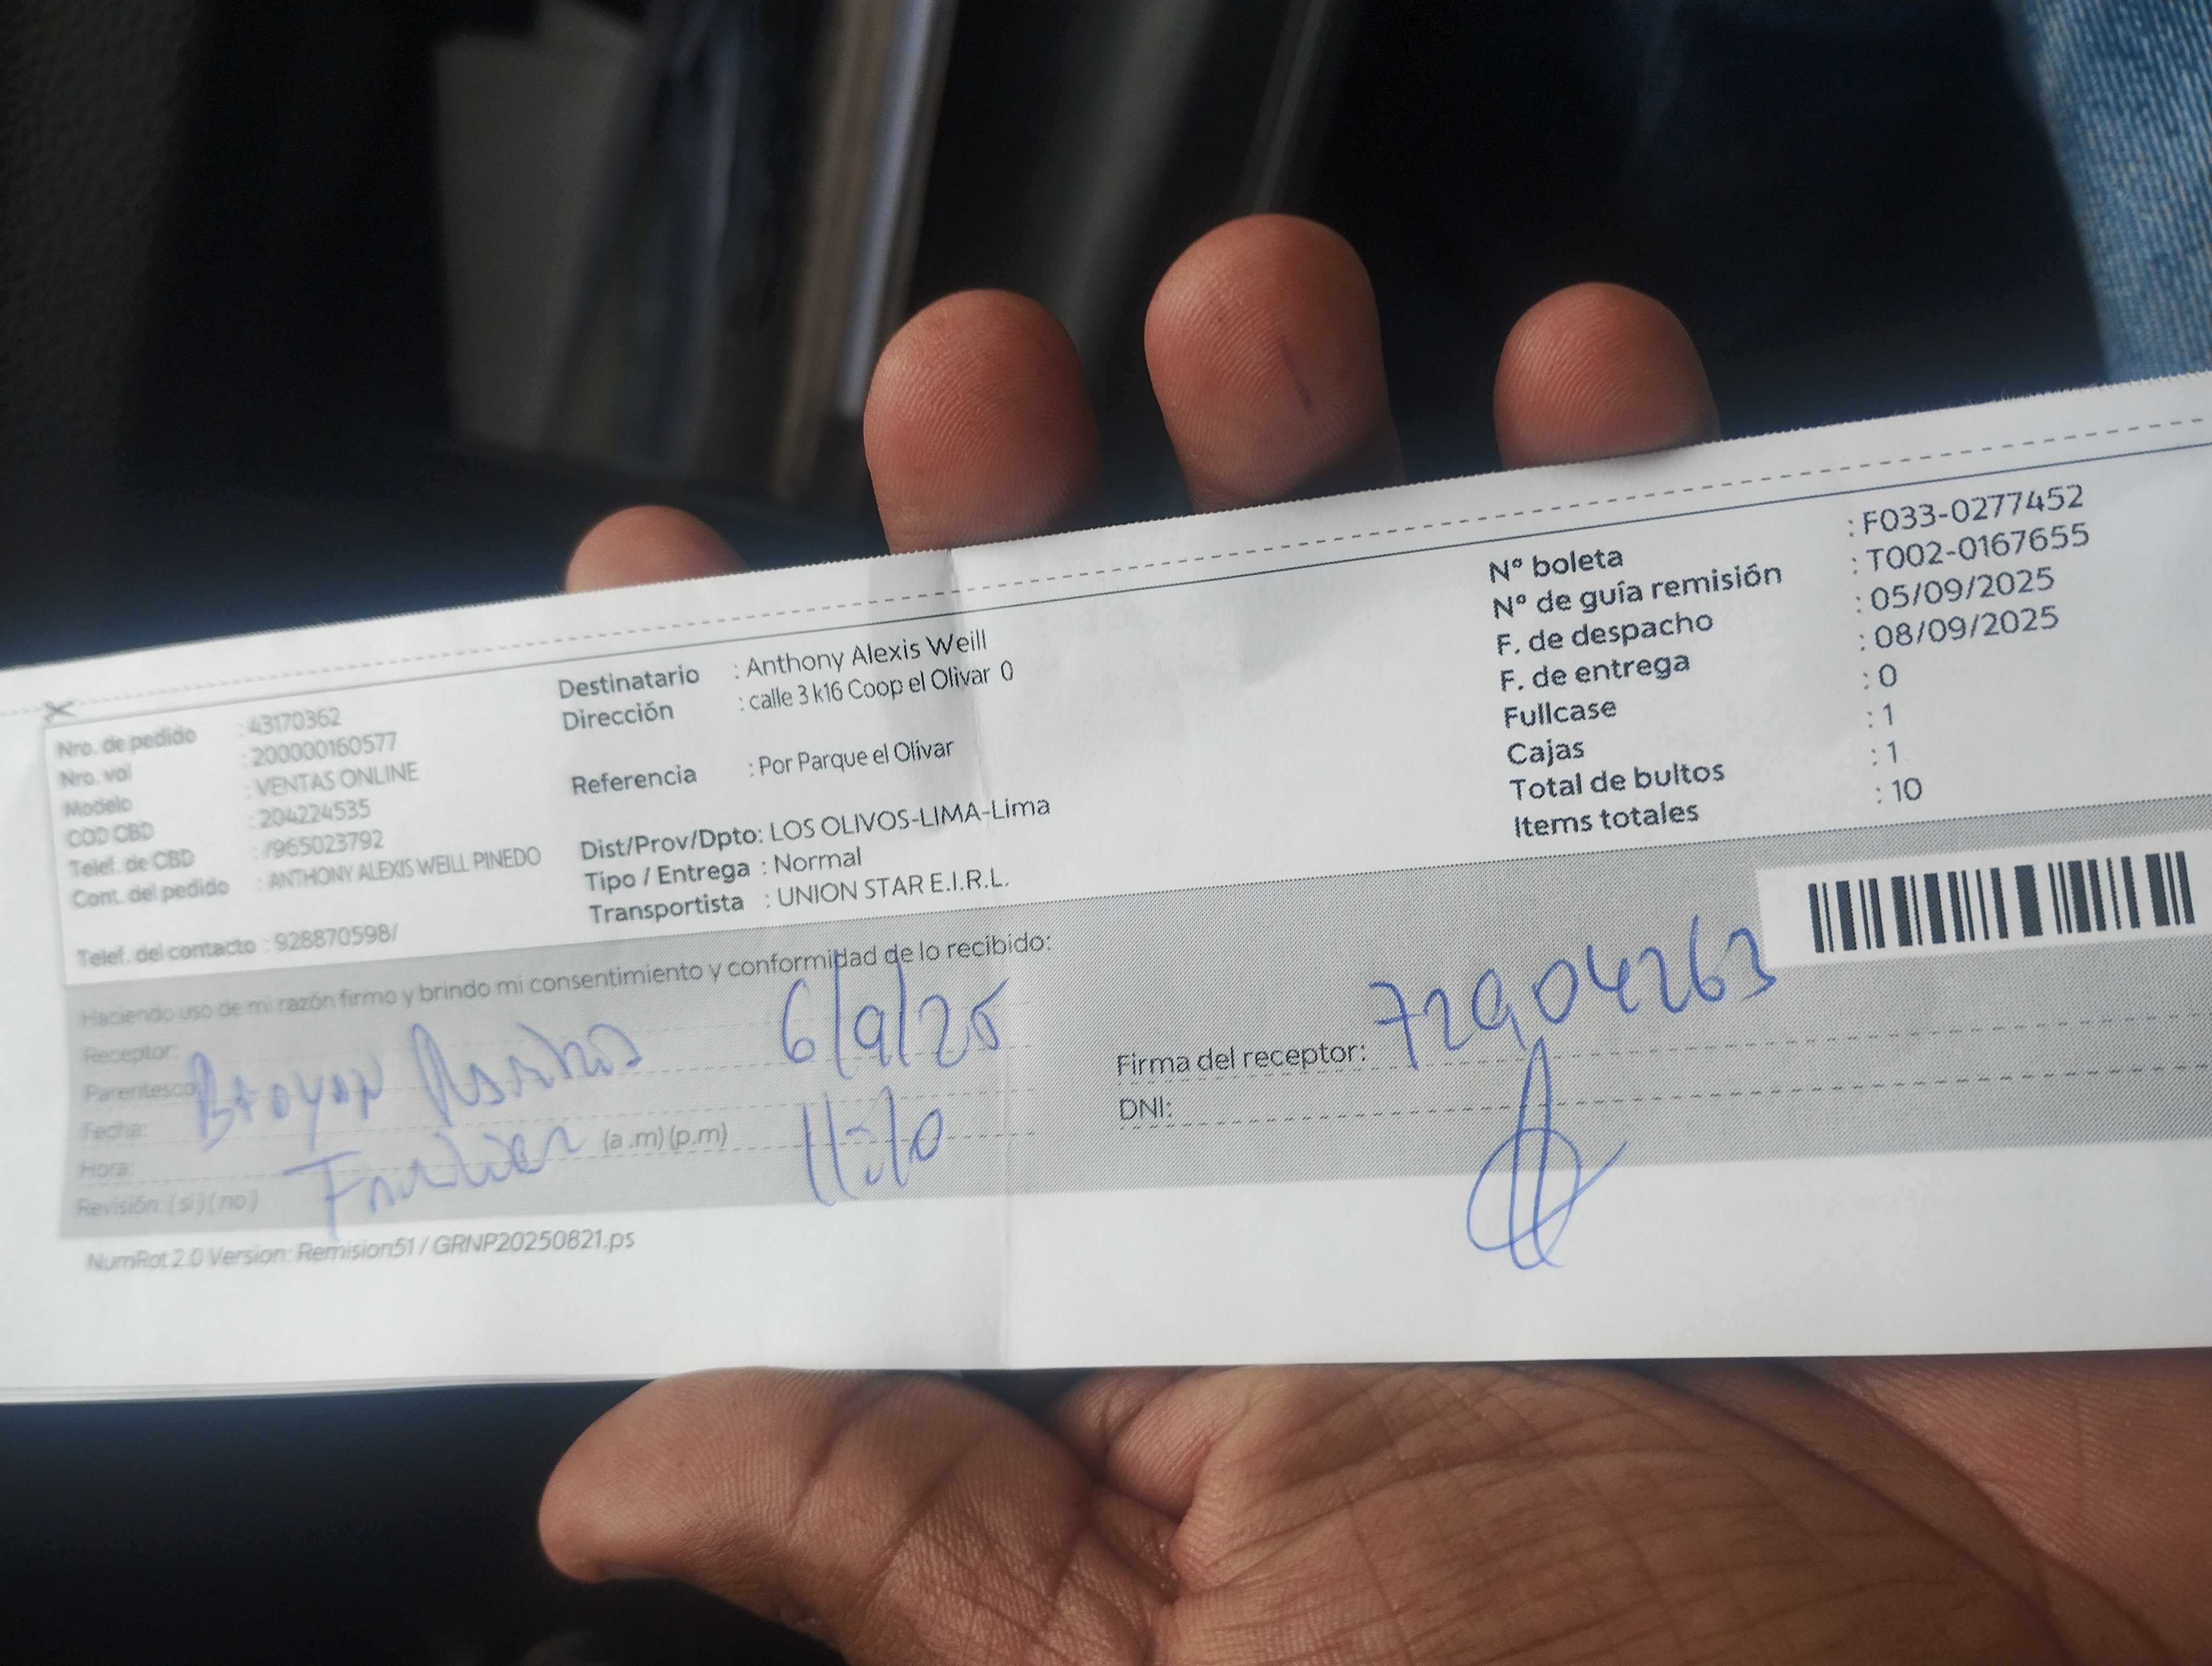 Nro. de pedido : 43170362
Nro. vol : 200000160577
Modelo : VENTAS ONLINE
COD CBD : 204224535
Telef. de CBD : /965023792
Cont. del pedido : ANTHONY ALEXIS WEILL PINEDO
Telef. del contacto : 928870598/
Destinatario : Anthony Alexis Weill
Dirección : calle 3 k16 Coop el Olivar 0
Referencia : Por Parque el Olívar
Dist/Prov/Dpto: LOS OLIVOS-LIMA-Lima
Tipo / Entrega : Normal
Transportista : UNION STAR E.I.R.L.
N° boleta : F033-0277452
N° de guía remisión : T002-0167655
F. de despacho : 05/09/2025
F. de entrega : 08/09/2025
Fullcase : 0
Cajas : 1
Total de bultos : 1
Items totales : 10
Haciendo uso de mi razón firmo y brindo mi consentimiento y conformidad de lo recibido:
Receptor:
Parentesco:
Fecha: 6/9/25
Hora: (a.m)(p.m) 11:10
Revisión: (si) (no)
Firma del receptor: 72904263
DNI:
NumRot 2.0 Version: Remision51 / GRNP20250821.ps